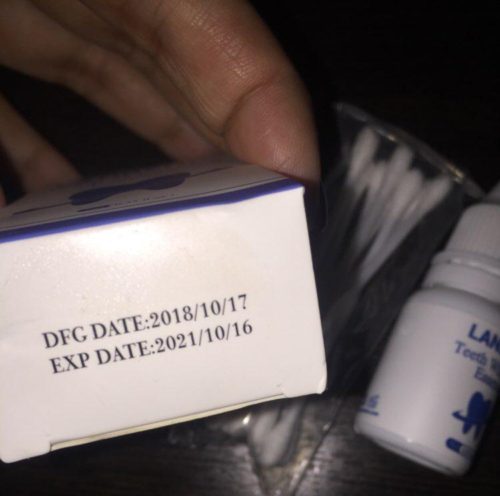 DFG DATE:2018/10/17
EXP DATE:2021/10/16
LAN
Teeth